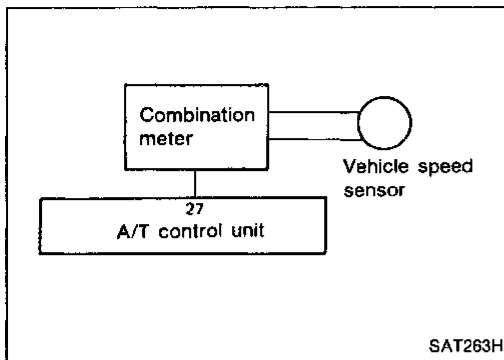 Combination
meter
Vehicle speed
sensor
27
A/T control unit
SAT263H